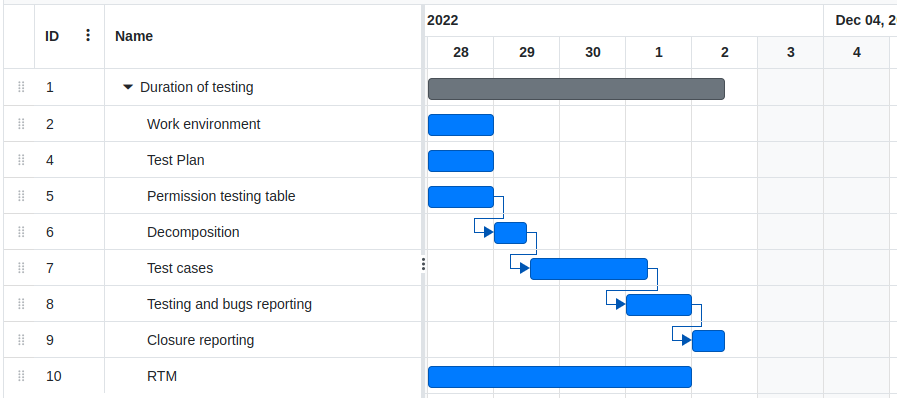 2022
Dec 04, 2
ID Name
28 29 30 1 2 3 4
1 Duration of testing
2 Work environment
4 Test Plan
5 Permission testing table
6 Decomposition
7 Test cases
8 Testing and bugs reporting
9 Closure reporting
10 RTM